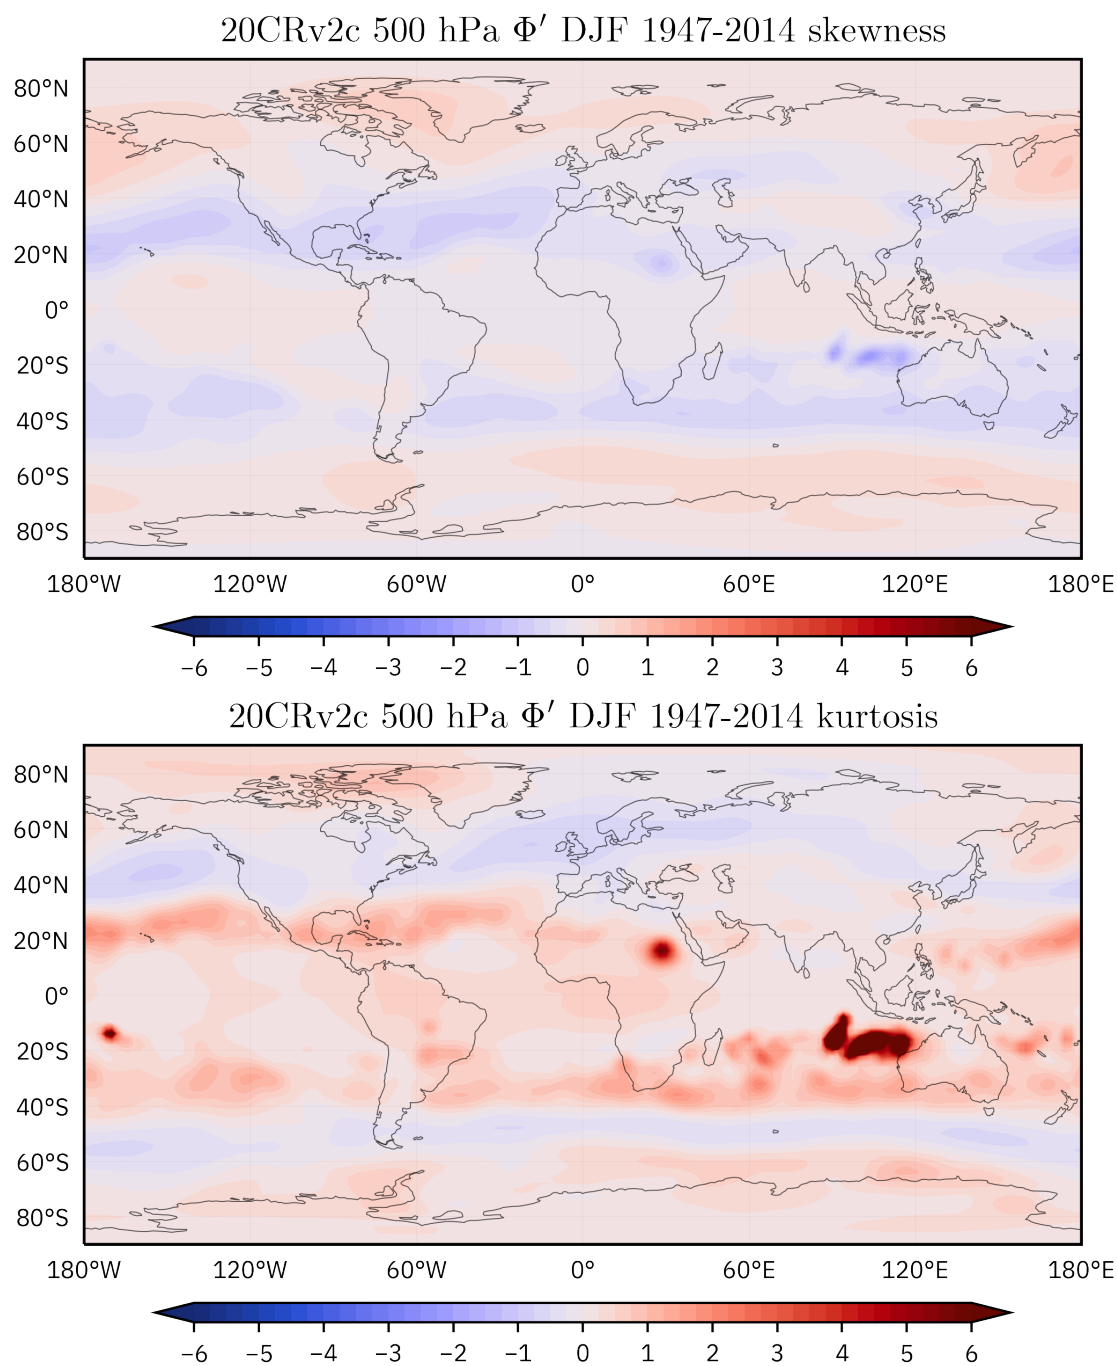 20CRv2c 500 hPa Φ′ DJF 1947-2014 skewness
80°N
60°N
40°N
20°N
0°
20°S
40°S
60°S
80°S
180°W 120°W 60°W 0° 60°E 120°E 180°E
−6 −5 −4 −3 −2 −1 0 1 2 3 4 5 6
20CRv2c 500 hPa Φ′ DJF 1947-2014 kurtosis
80°N
60°N
40°N
20°N
0°
20°S
40°S
60°S
80°S
180°W 120°W 60°W 0° 60°E 120°E 180°E
−6 −5 −4 −3 −2 −1 0 1 2 3 4 5 6